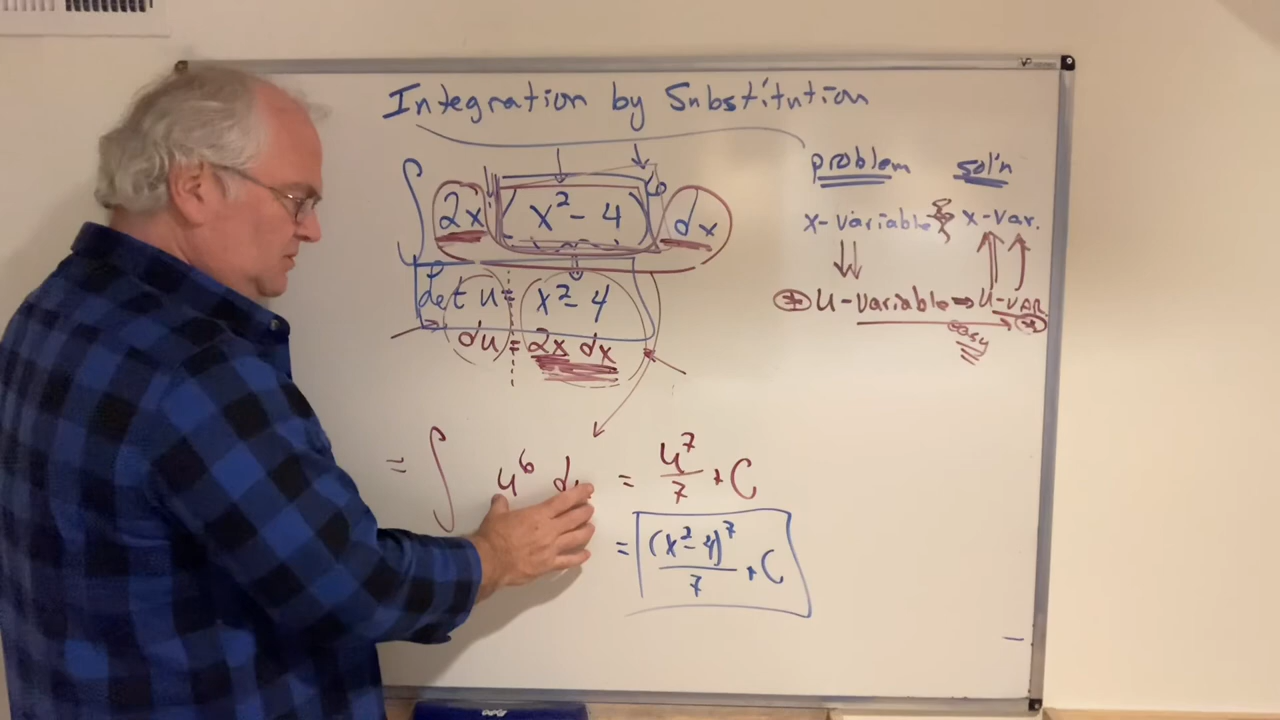 Integration by Substitution
∫ 2x (x² - 4)⁶ dx
Let u = x² - 4
du = 2x dx
= ∫ u⁶ du = u⁷/7 + C
= (x² - 4)⁷/7 + C
problem sol'n
x-variable x-var.
* u-variable ⇒ u-VAR *
easy